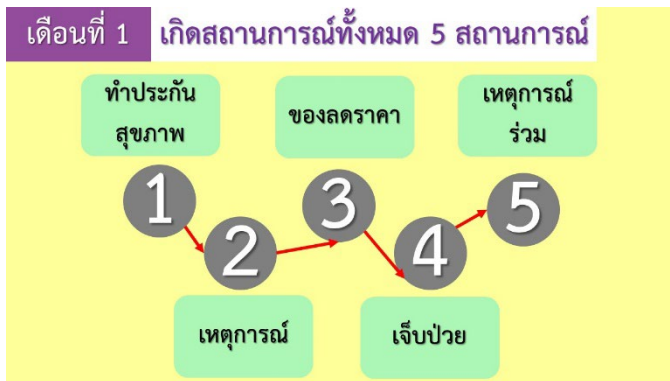 เดือนที่ 1 เกิดสถานการณ์ทั้งหมด 5 สถานการณ์
ทำประกัน
สุขภาพ
ของลดราคา
เหตุการณ์
ร่วม
1
2
3
4
5
เหตุการณ์
เจ็บป่วย